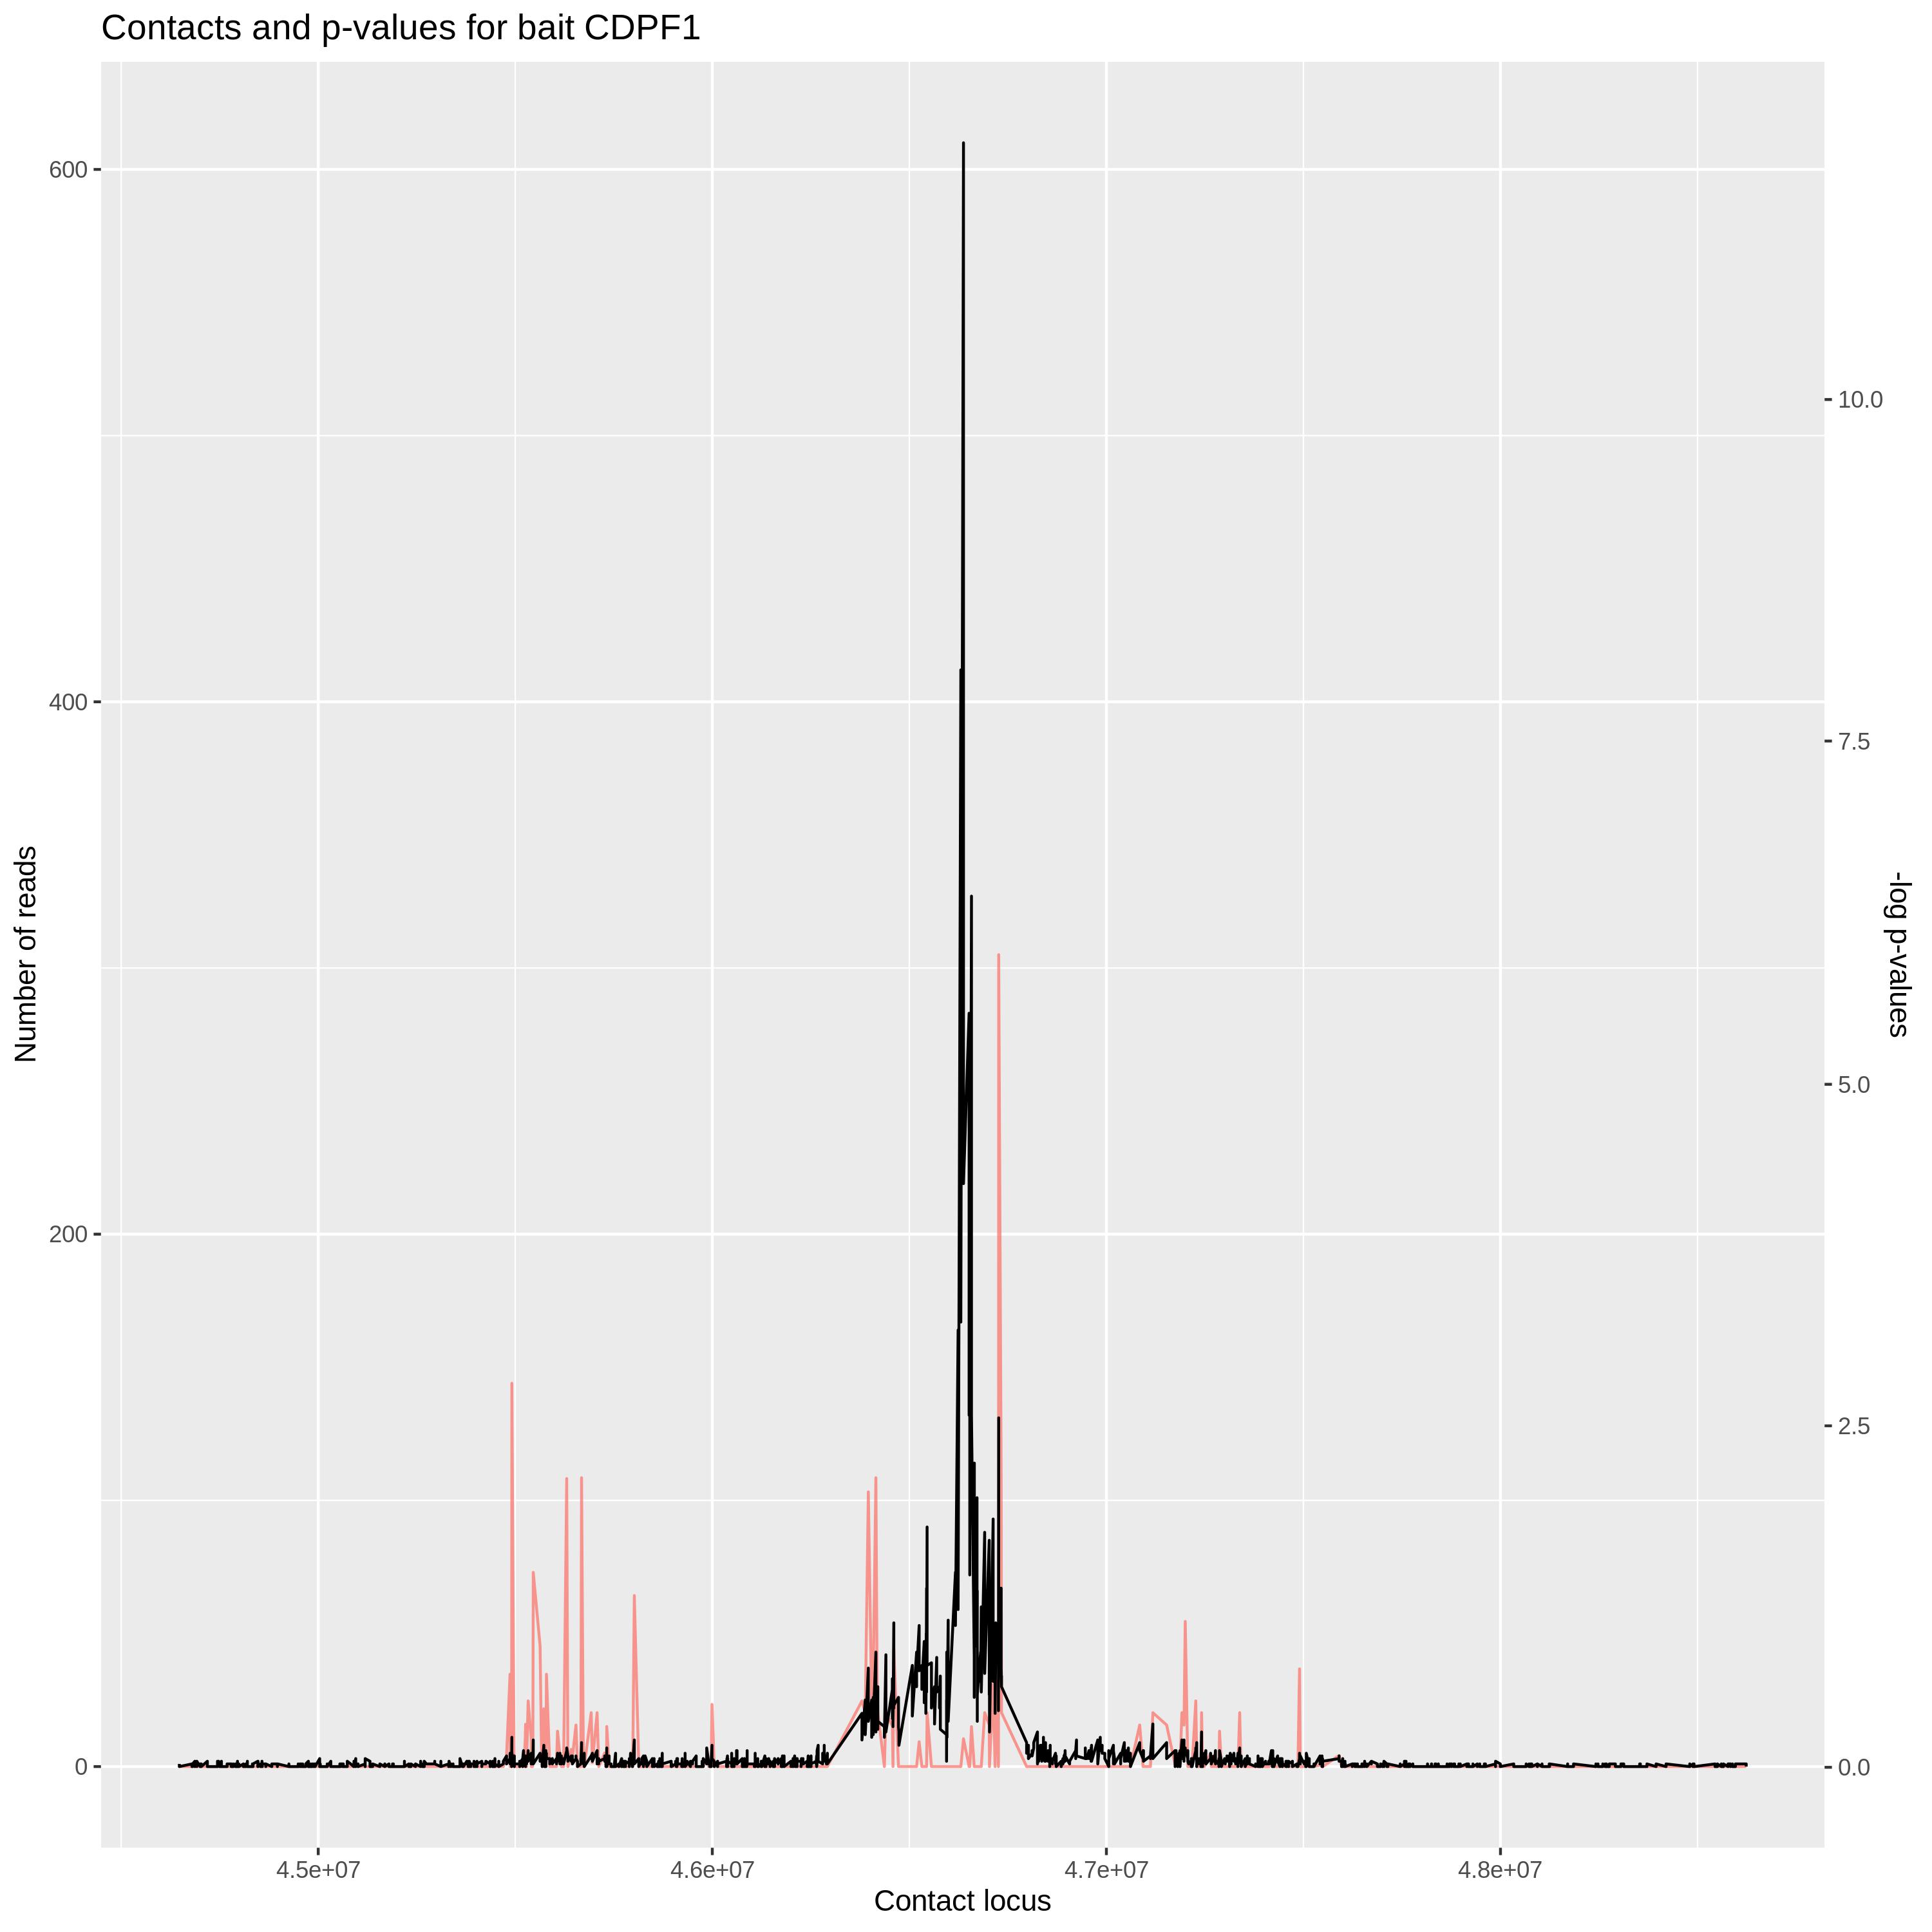 Contacts and p-values for bait CDPF1
600
400
200
0
Number of reads
10.0
7.5
5.0
2.5
0.0
-log p-values
4.5e+07
4.6e+07
4.7e+07
4.8e+07
Contact locus